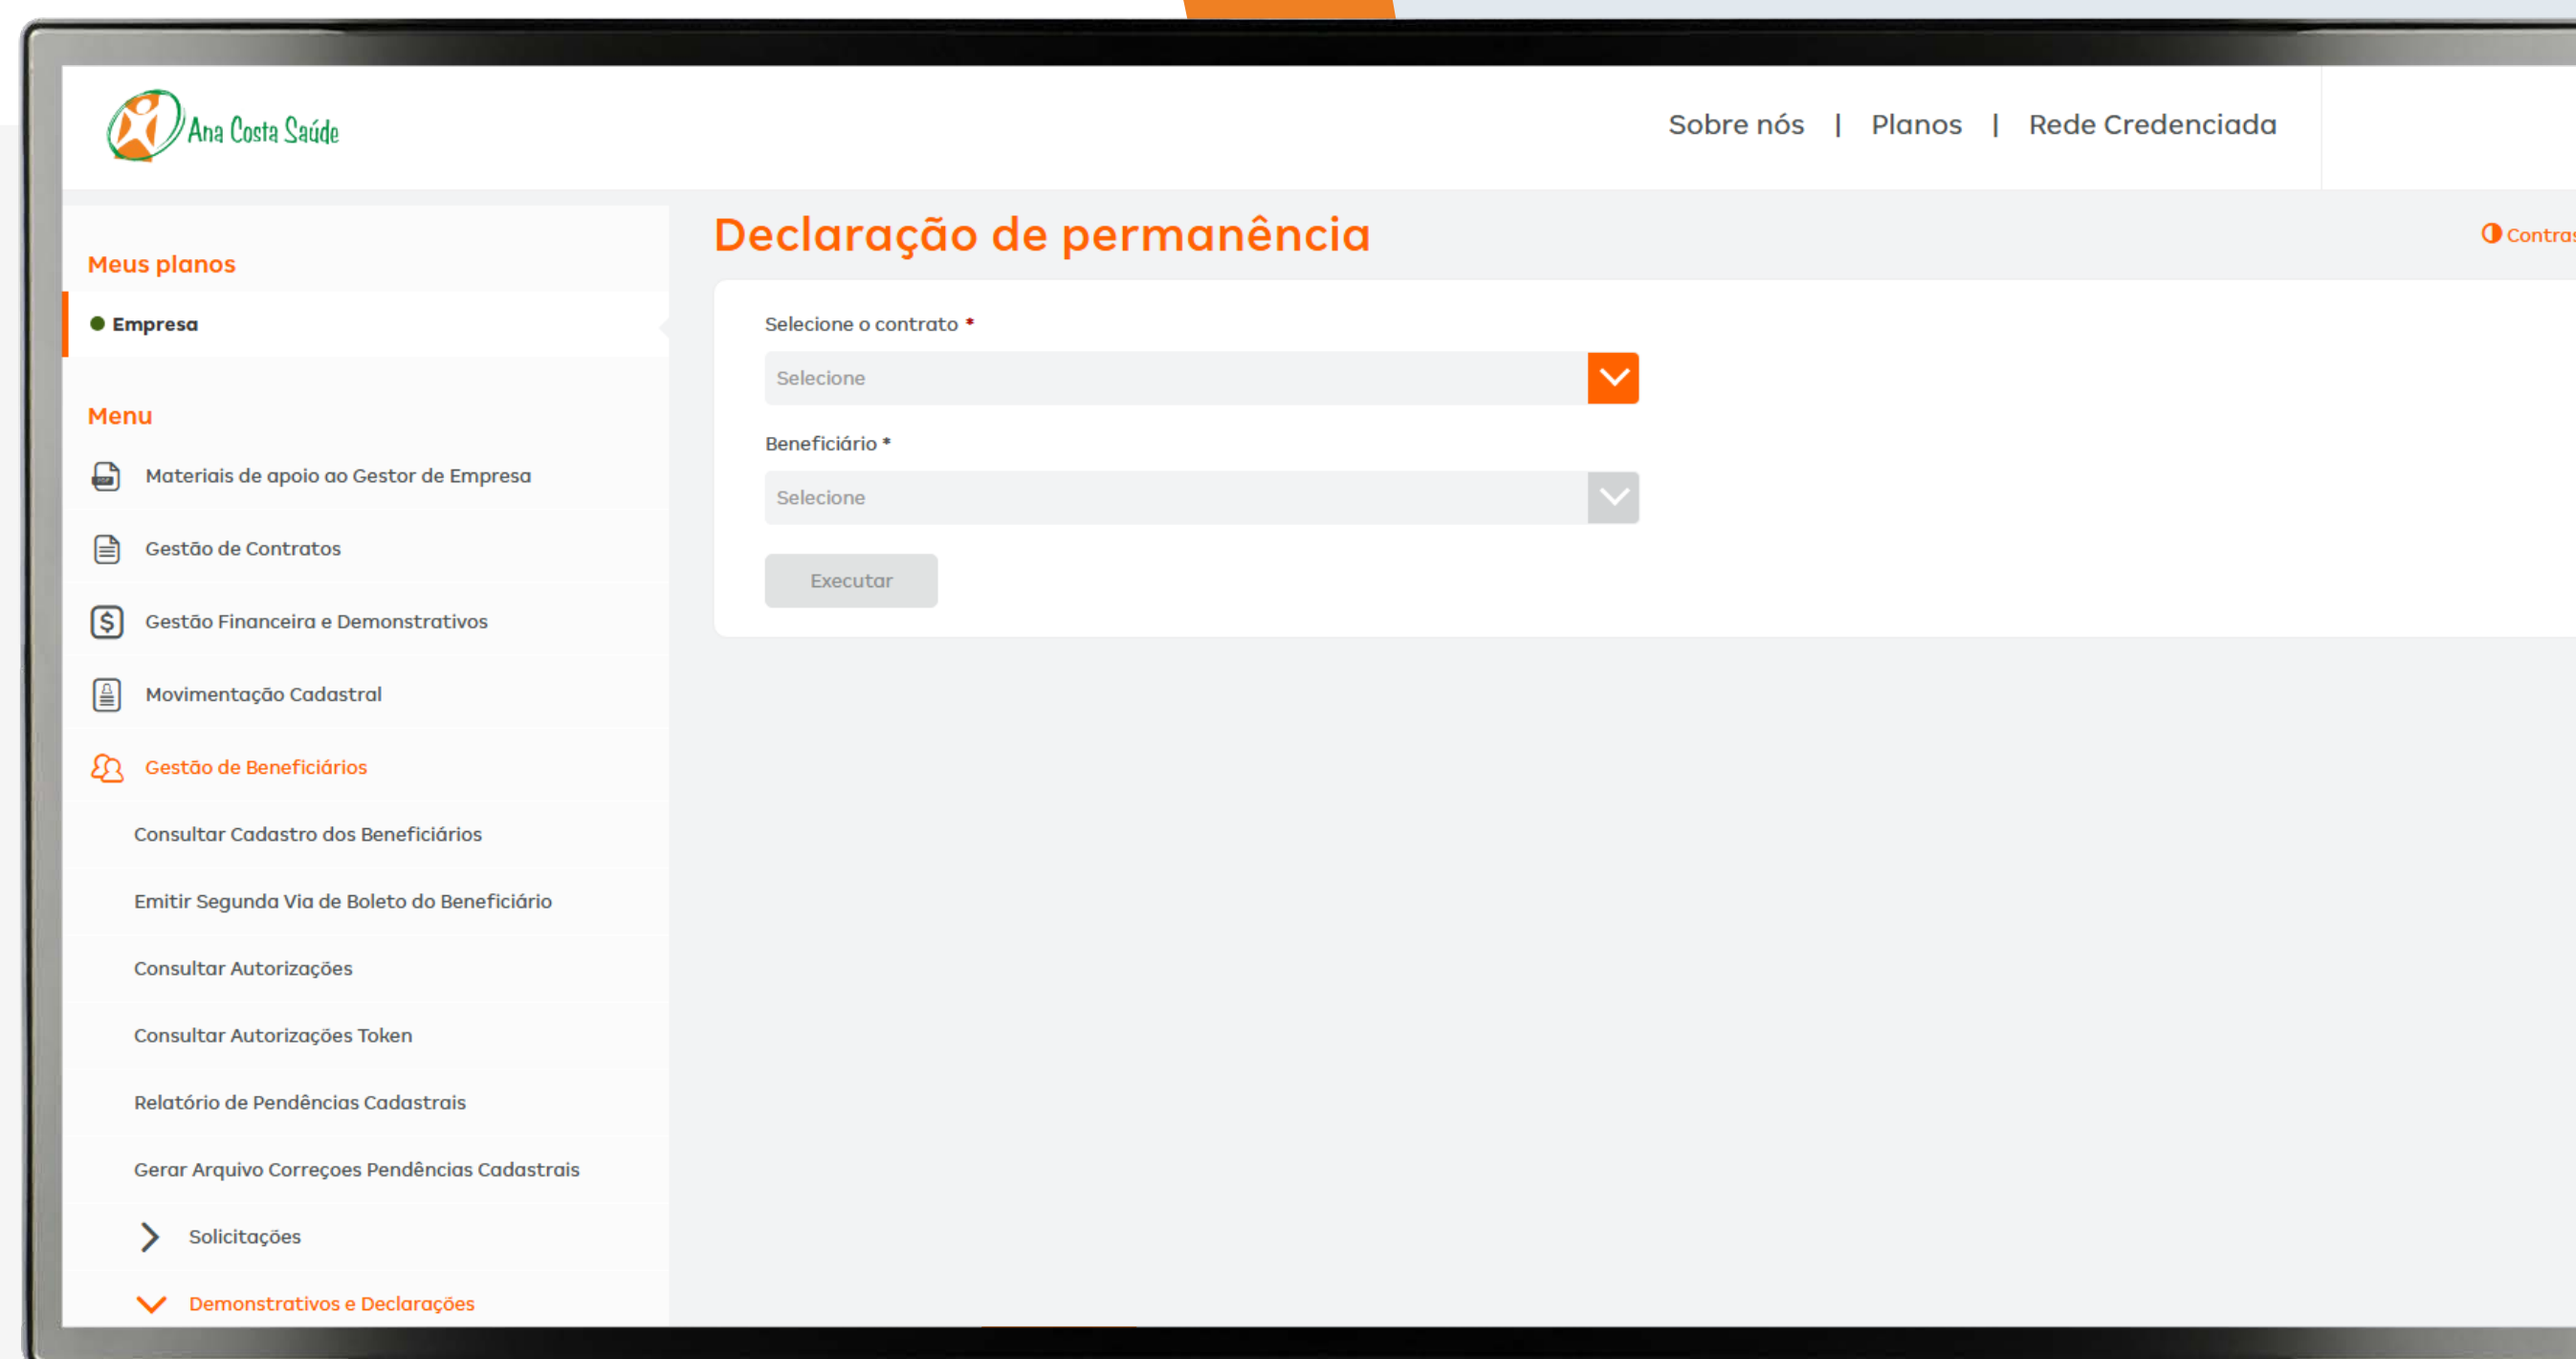 Ana Costa Saúde
Sobre nós | Planos | Rede Credenciada
Declaração de permanência
Meus planos
Empresa
Selecione o contrato *
Selecione
Beneficiário *
Selecione
Executar
Menu
PDF
Materiais de apoio ao Gestor de Empresa
Gestão de Contratos
Gestão Financeira e Demonstrativos
Movimentação Cadastral
Gestão de Beneficiários
Consultar Cadastro dos Beneficiários
Emitir Segunda Via de Boleto do Beneficiário
Consultar Autorizações
Consultar Autorizações Token
Relatório de Pendências Cadastrais
Gerar Arquivo Correçoes Pendências Cadastrais
Solicitações
Demonstrativos e Declarações